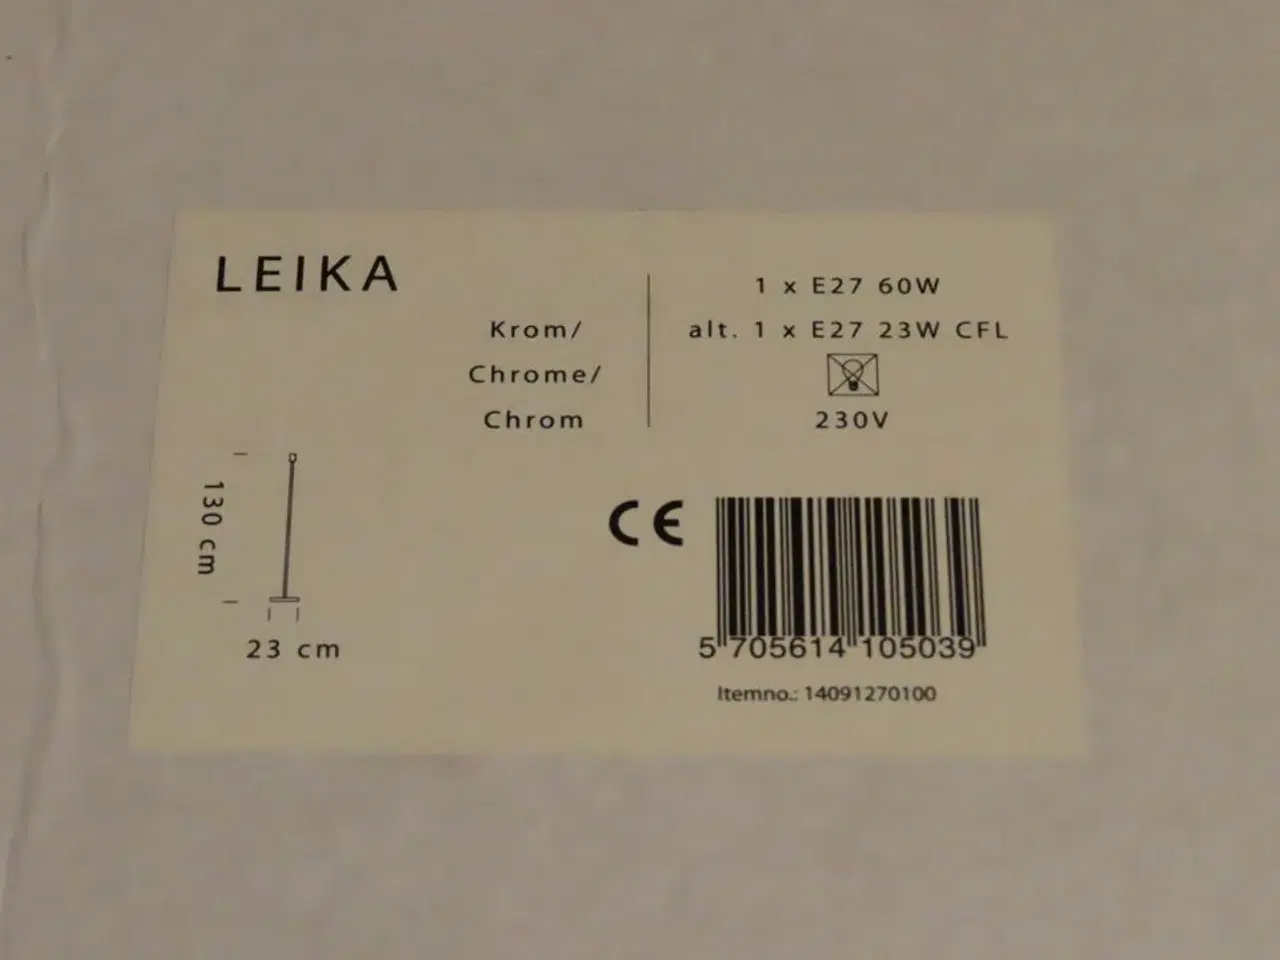 LEIKA
Krom/
Chrome/
Chrom
1 x E27 60W
alt. 1 x E27 23W CFL
230V
130 cm
23 cm
CE
5 705614 105039
Itemno.: 14091270100